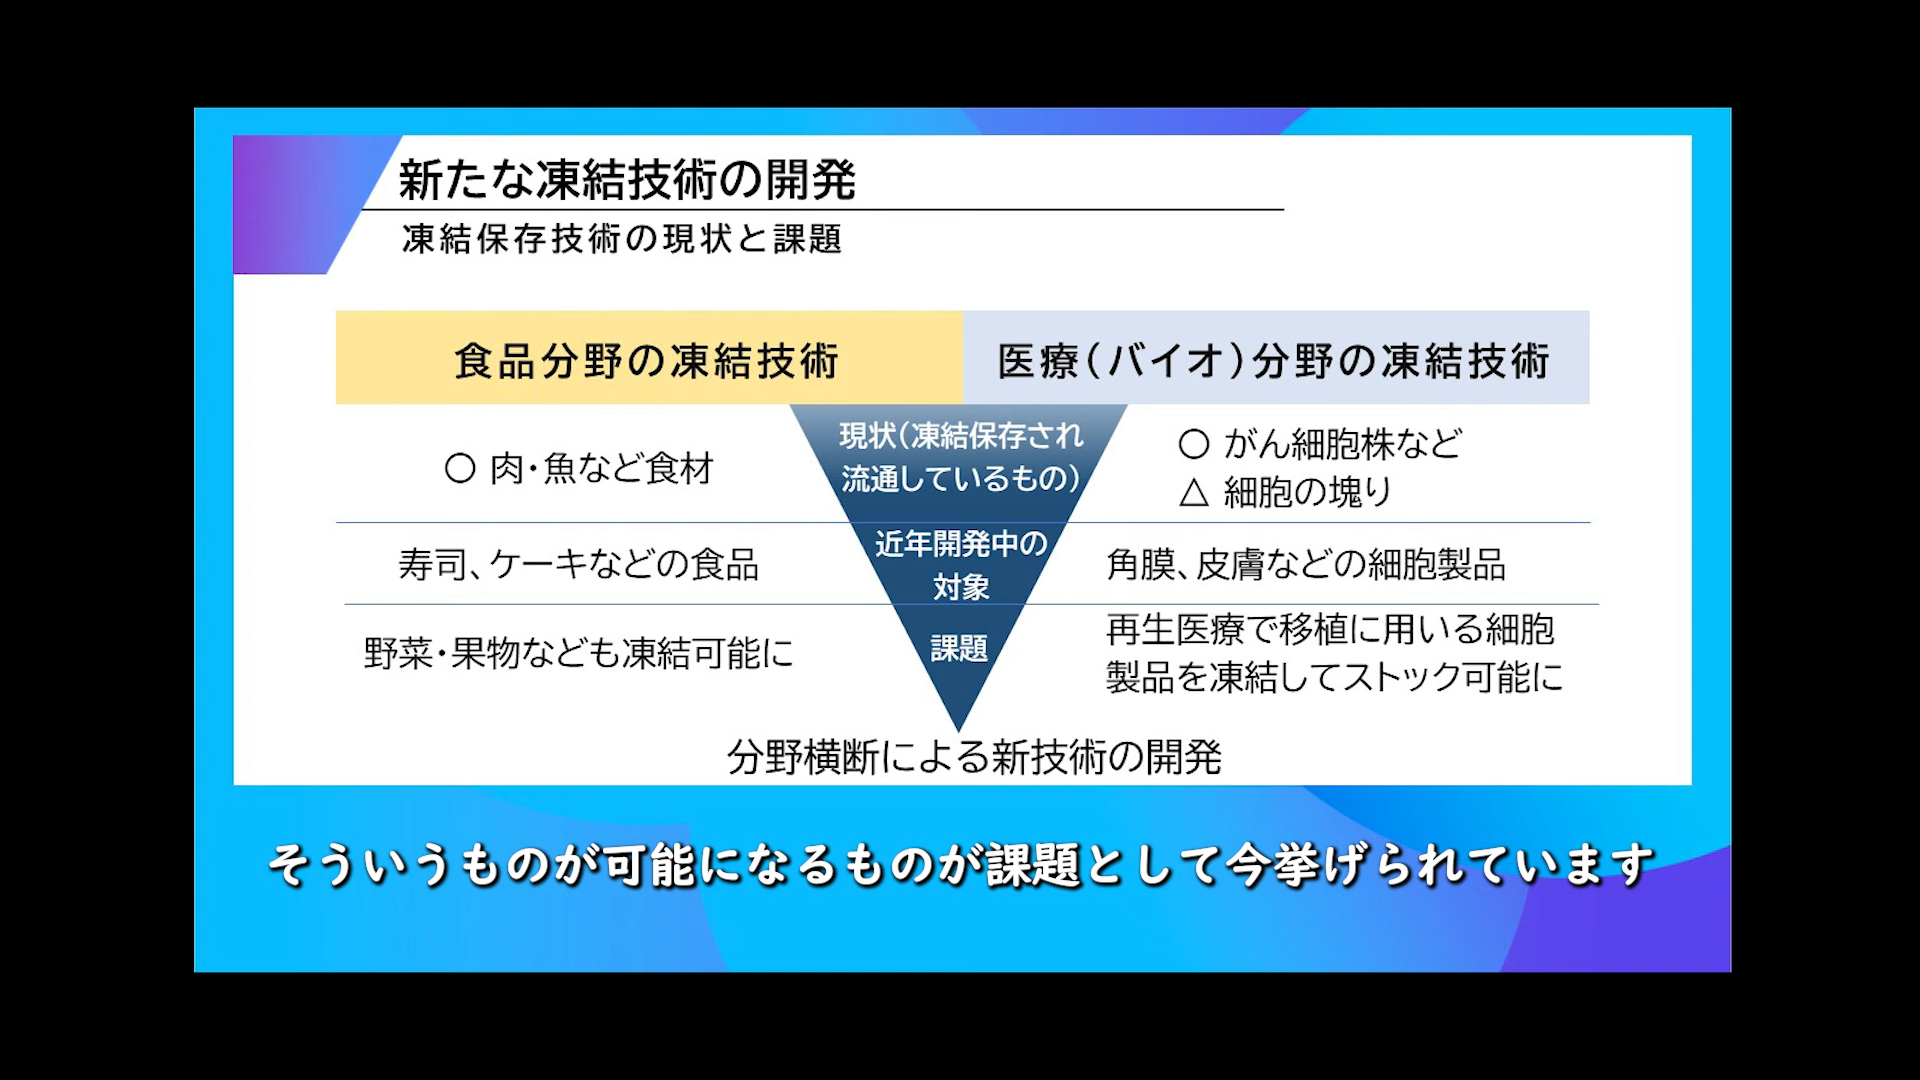 新たな凍結技術の開発
凍結保存技術の現状と課題
食品分野の凍結技術
医療(バイオ)分野の凍結技術
〇 肉・魚など食材
現状(凍結保存され
流通しているもの)
〇 がん細胞株など
△ 細胞の塊り
寿司、ケーキなどの食品
近年開発中の
対象
角膜、皮膚などの細胞製品
野菜・果物なども凍結可能に
課題
再生医療で移植に用いる細胞
製品を凍結してストック可能に
分野横断による新技術の開発
そういうものが可能になるものが課題として今挙げられています